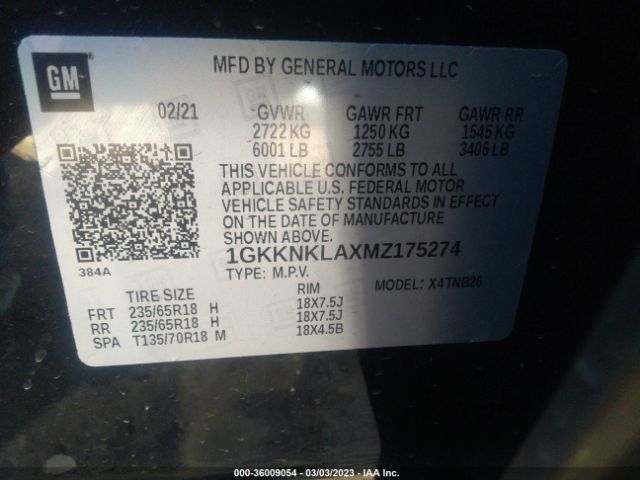 GM
MFD BY GENERAL MOTORS LLC
02/21 GVWR GAWR FRT GAWR RR
2722 KG 1250 KG 1545 KG
6001 LB 2755 LB 3406 LB
THIS VEHICLE CONFORMS TO ALL
APPLICABLE U.S. FEDERAL MOTOR
VEHICLE SAFETY STANDARDS IN EFFECT
ON THE DATE OF MANUFACTURE
SHOWN ABOVE.
1GKKNKLAXMZ175274
384A
TYPE: M.P.V. MODEL: X4TNB26
TIRE SIZE RIM
FRT 235/65R18 H 18X7.5J
RR 235/65R18 H 18X7.5J
SPA T135/70R18 M 18X4.5B
000-36009054 - 03/03/2023 - IAA Inc.